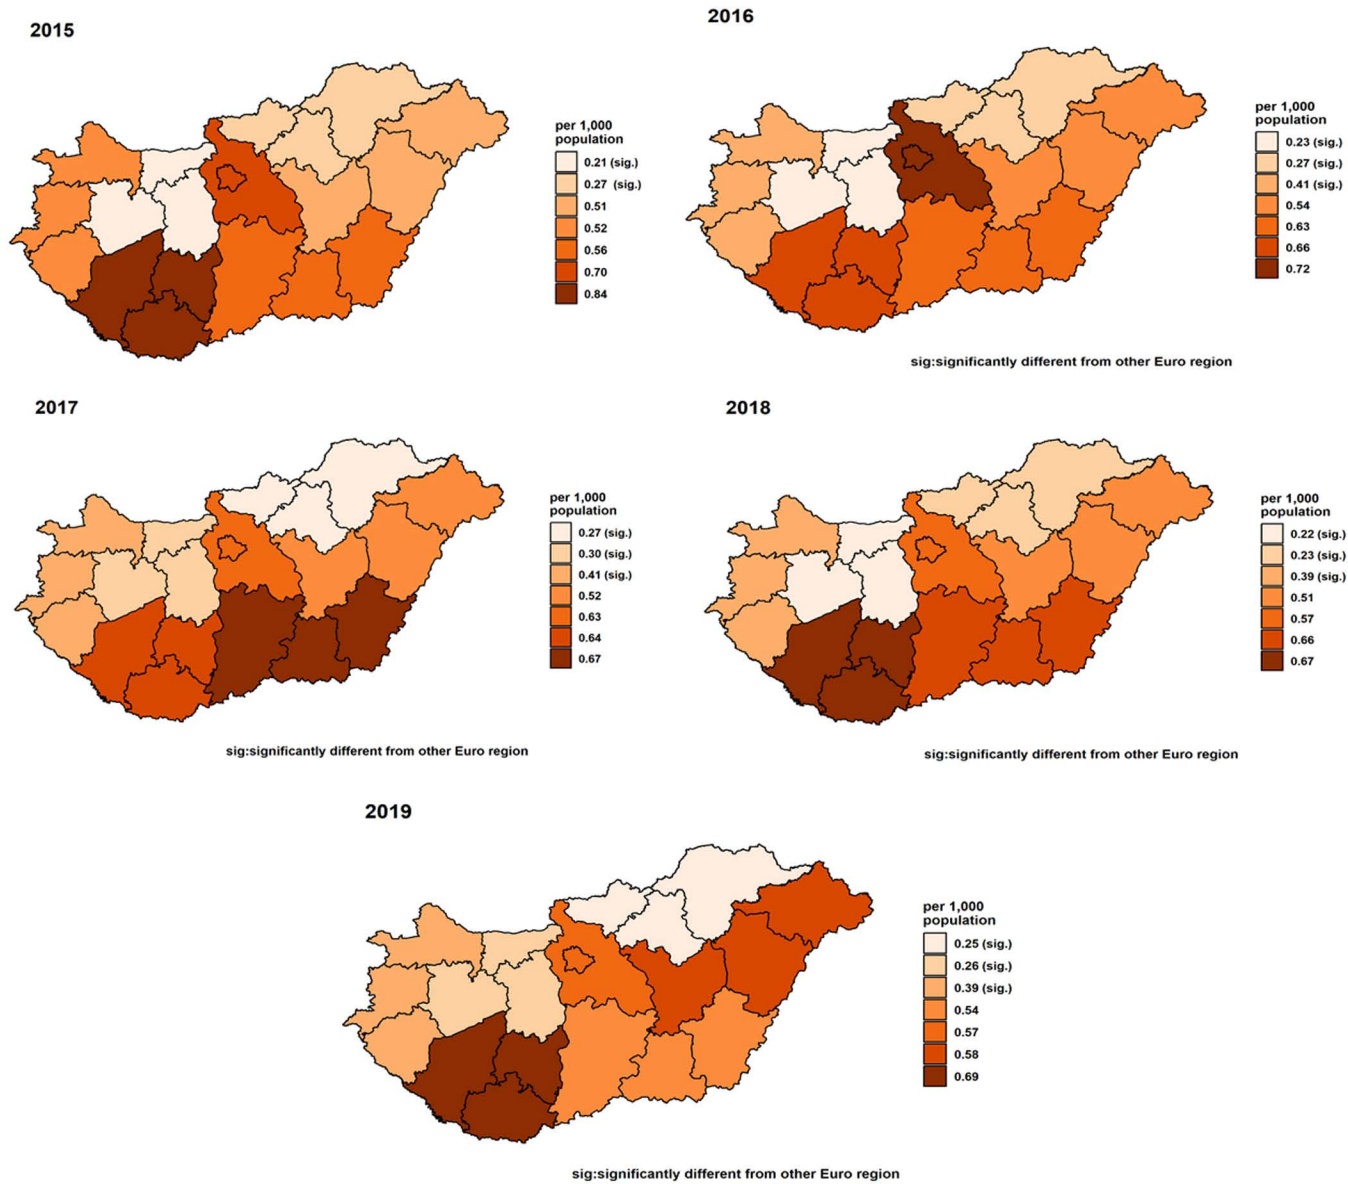 2015
per 1,000
population
0.21 (sig.)
0.27 (sig.)
0.51
0.52
0.56
0.70
0.84
2016
per 1,000
population
0.23 (sig.)
0.27 (sig.)
0.41 (sig.)
0.54
0.63
0.66
0.72
sig:significantly different from other Euro region
2017
per 1,000
population
0.27 (sig.)
0.30 (sig.)
0.41 (sig.)
0.52
0.63
0.64
0.67
sig:significantly different from other Euro region
2018
per 1,000
population
0.22 (sig.)
0.23 (sig.)
0.39 (sig.)
0.51
0.57
0.66
0.67
sig:significantly different from other Euro region
2019
per 1,000
population
0.25 (sig.)
0.26 (sig.)
0.39 (sig.)
0.54
0.57
0.58
0.69
sig:significantly different from other Euro region